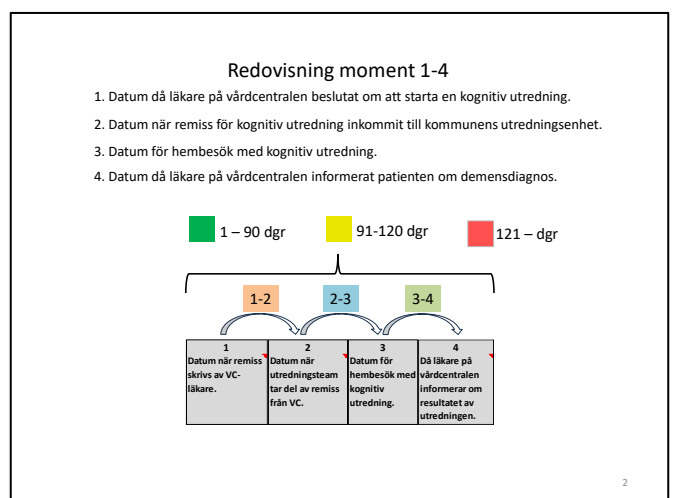 Redovisning moment 1-4
1. Datum då läkare på vårdcentralen beslutat om att starta en kognitiv utredning.
2. Datum när remiss för kognitiv utredning inkommit till kommunens utredningsenhet.
3. Datum för hembesök med kognitiv utredning.
4. Datum då läkare på vårdcentralen informerat patienten om demensdiagnos.
1 – 90 dgr
91-120 dgr
121 – dgr
1-2
2-3
3-4
1
Datum när remiss
skrivs av VC-
läkare.
2
Datum när
utredningsteam
tar del av remiss
från VC.
3
Datum för
hembesök med
kognitiv
utredning.
4
Då läkare på
vårdcentralen
informerar om
resultatet av
utredningen.
2